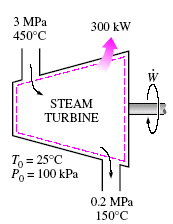 3 MPa
450°C
300 kW
Ẇ
STEAM
TURBINE
T₀ = 25°C
P₀ = 100 kPa
0.2 MPa
150°C